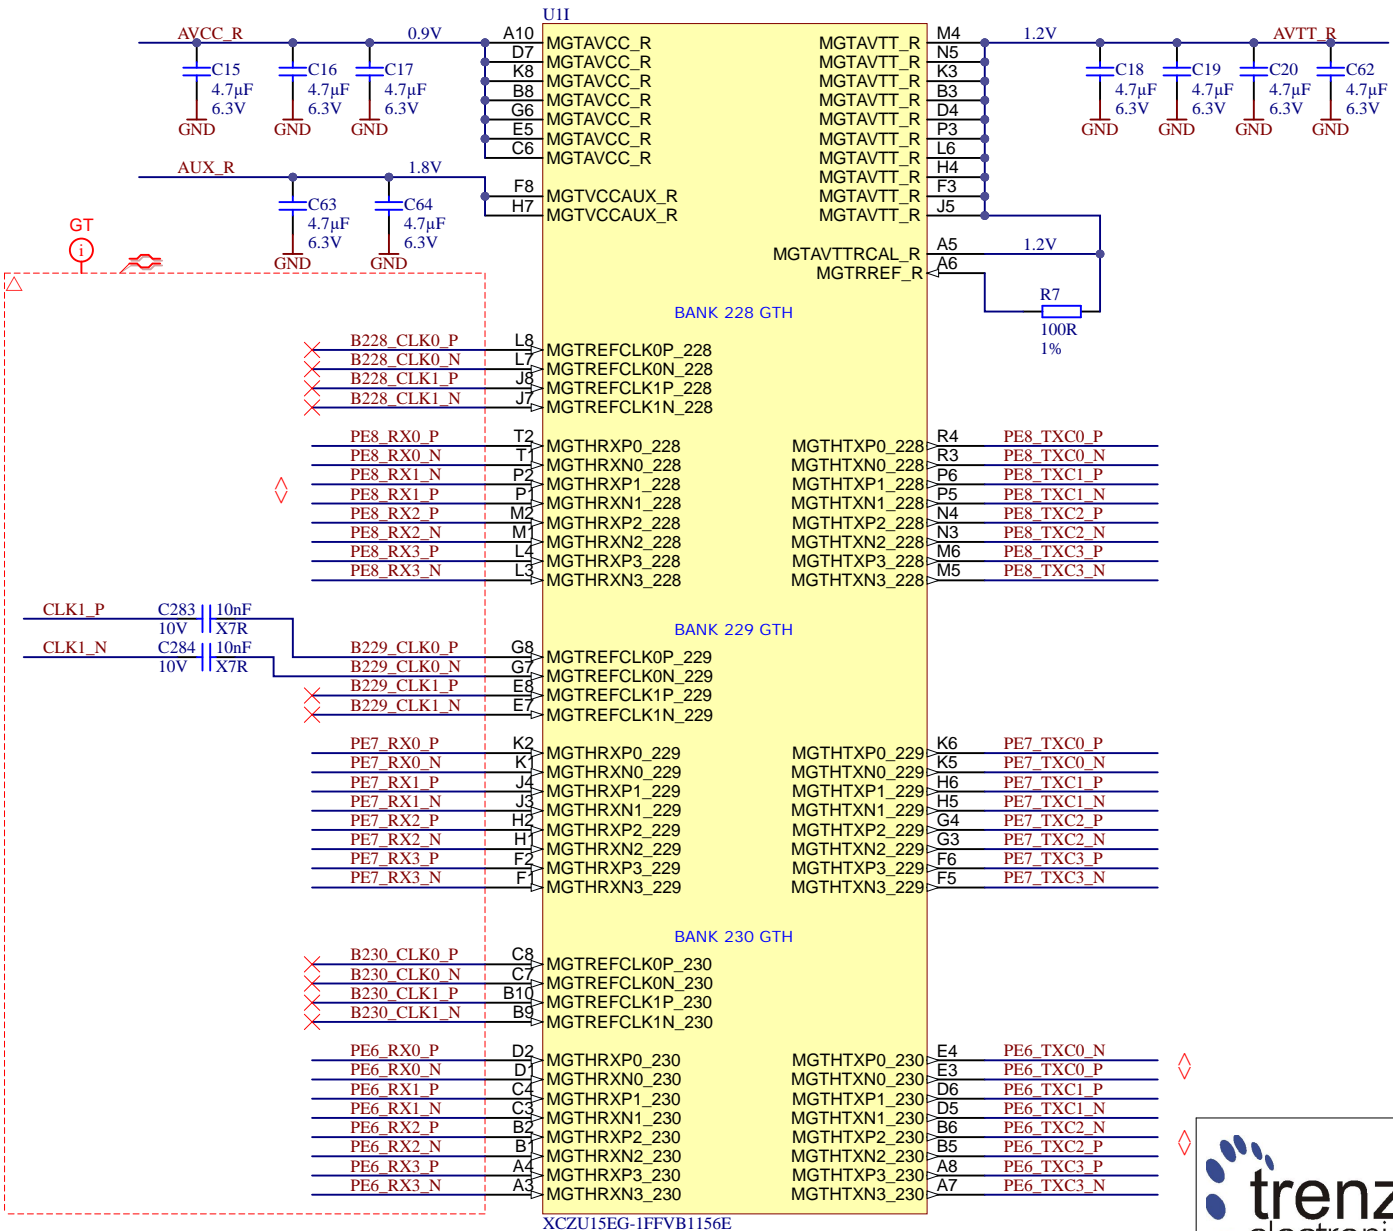 U1I
AVCC_R 0.9V
C15 4.7µF 6.3V GND
C16 4.7µF 6.3V GND
C17 4.7µF 6.3V GND
A10 MGTAVCC_R
D7 MGTAVCC_R
K8 MGTAVCC_R
B8 MGTAVCC_R
G6 MGTAVCC_R
E5 MGTAVCC_R
C6 MGTAVCC_R
AUX_R 1.8V
C63 4.7µF 6.3V GND
C64 4.7µF 6.3V GND
F8 MGTVCCAUX_R
H7 MGTVCCAUX_R
MGTAVTT_R M4
MGTAVTT_R N5
MGTAVTT_R K3
MGTAVTT_R B3
MGTAVTT_R D4
MGTAVTT_R P3
MGTAVTT_R L6
MGTAVTT_R H4
MGTAVTT_R F3
MGTAVTT_R J5
1.2V AVTT_R
C18 4.7µF 6.3V GND
C19 4.7µF 6.3V GND
C20 4.7µF 6.3V GND
C62 4.7µF 6.3V GND
MGTAVTTRCAL_R A5 1.2V
MGTRREF_R A6
R7
100R
1%
GT
i
BANK 228 GTH
B228_CLK0_P L8 MGTREFCLK0P_228
B228_CLK0_N L7 MGTREFCLK0N_228
B228_CLK1_P J8 MGTREFCLK1P_228
B228_CLK1_N J7 MGTREFCLK1N_228
PE8_RX0_P T2 MGTHRXP0_228 MGTHTXP0_228 R4 PE8_TXC0_P
PE8_RX0_N T1 MGTHRXN0_228 MGTHTXN0_228 R3 PE8_TXC0_N
PE8_RX1_N P2 MGTHRXP1_228 MGTHTXP1_228 P6 PE8_TXC1_P
PE8_RX1_P P1 MGTHRXN1_228 MGTHTXN1_228 P5 PE8_TXC1_N
PE8_RX2_P M2 MGTHRXP2_228 MGTHTXP2_228 N4 PE8_TXC2_P
PE8_RX2_N M1 MGTHRXN2_228 MGTHTXN2_228 N3 PE8_TXC2_N
PE8_RX3_P L4 MGTHRXP3_228 MGTHTXP3_228 M6 PE8_TXC3_P
PE8_RX3_N L3 MGTHRXN3_228 MGTHTXN3_228 M5 PE8_TXC3_N
CLK1_P C283 10nF 10V X7R
CLK1_N C284 10nF 10V X7R
BANK 229 GTH
B229_CLK0_P G8 MGTREFCLK0P_229
B229_CLK0_N G7 MGTREFCLK0N_229
B229_CLK1_P E8 MGTREFCLK1P_229
B229_CLK1_N E7 MGTREFCLK1N_229
PE7_RX0_P K2 MGTHRXP0_229 MGTHTXP0_229 K6 PE7_TXC0_P
PE7_RX0_N K1 MGTHRXN0_229 MGTHTXN0_229 K5 PE7_TXC0_N
PE7_RX1_P J4 MGTHRXP1_229 MGTHTXP1_229 H6 PE7_TXC1_P
PE7_RX1_N J3 MGTHRXN1_229 MGTHTXN1_229 H5 PE7_TXC1_N
PE7_RX2_P H2 MGTHRXP2_229 MGTHTXP2_229 G4 PE7_TXC2_P
PE7_RX2_N H1 MGTHRXN2_229 MGTHTXN2_229 G3 PE7_TXC2_N
PE7_RX3_P F2 MGTHRXP3_229 MGTHTXP3_229 F6 PE7_TXC3_P
PE7_RX3_N F1 MGTHRXN3_229 MGTHTXN3_229 F5 PE7_TXC3_N
BANK 230 GTH
B230_CLK0_P C8 MGTREFCLK0P_230
B230_CLK0_N C7 MGTREFCLK0N_230
B230_CLK1_P B10 MGTREFCLK1P_230
B230_CLK1_N B9 MGTREFCLK1N_230
PE6_RX0_P D2 MGTHRXP0_230 MGTHTXP0_230 E4 PE6_TXC0_N
PE6_RX0_N D1 MGTHRXN0_230 MGTHTXN0_230 E3 PE6_TXC0_P
PE6_RX1_P C4 MGTHRXP1_230 MGTHTXP1_230 D6 PE6_TXC1_P
PE6_RX1_N C3 MGTHRXN1_230 MGTHTXN1_230 D5 PE6_TXC1_N
PE6_RX2_P B2 MGTHRXP2_230 MGTHTXP2_230 B6 PE6_TXC2_N
PE6_RX2_N B1 MGTHRXN2_230 MGTHTXN2_230 B5 PE6_TXC2_P
PE6_RX3_P A4 MGTHRXP3_230 MGTHTXP3_230 A8 PE6_TXC3_P
PE6_RX3_N A3 MGTHRXN3_230 MGTHTXN3_230 A7 PE6_TXC3_N
XCZU15EG-1FFVB1156E
trenz